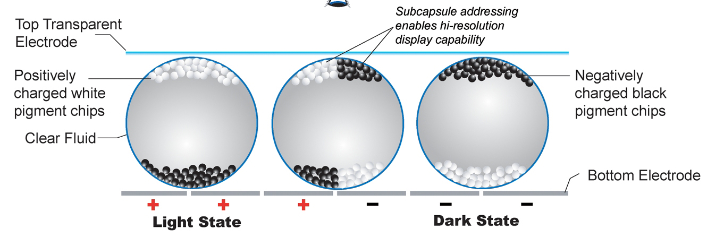 Subcapsule addressing
enables hi-resolution
display capability
Top Transparent
Electrode
Positively
charged white
pigment chips
Clear Fluid
Negatively
charged black
pigment chips
Bottom Electrode
+ + + - - -
Light State
Dark State